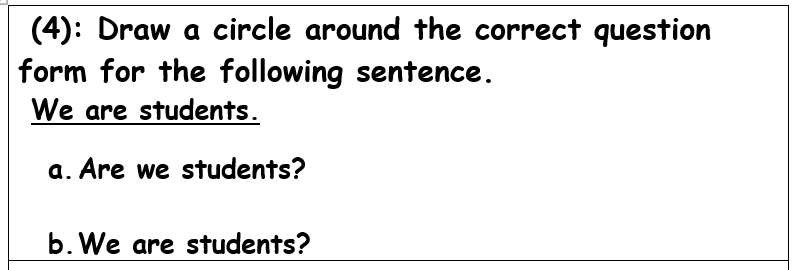 (4): Draw a circle around the correct question
form for the following sentence.
We are students.
a. Are we students?
b. We are students?